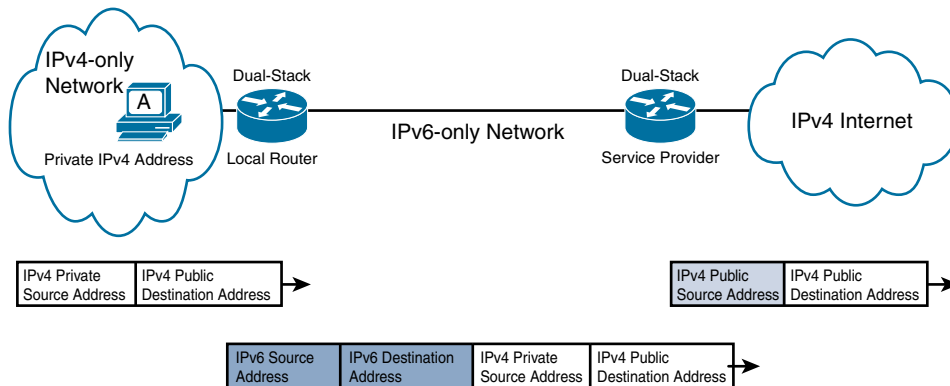 IPv4-only
Network
A
Private IPv4 Address
Dual-Stack
Local Router
IPv6-only Network
Dual-Stack
Service Provider
IPv4 Internet
IPv4 Private
Source Address
IPv4 Public
Destination Address
IPv4 Public
Source Address
IPv4 Public
Destination Address
IPv6 Source
Address
IPv6 Destination
Address
IPv4 Private
Source Address
IPv4 Public
Destination Address